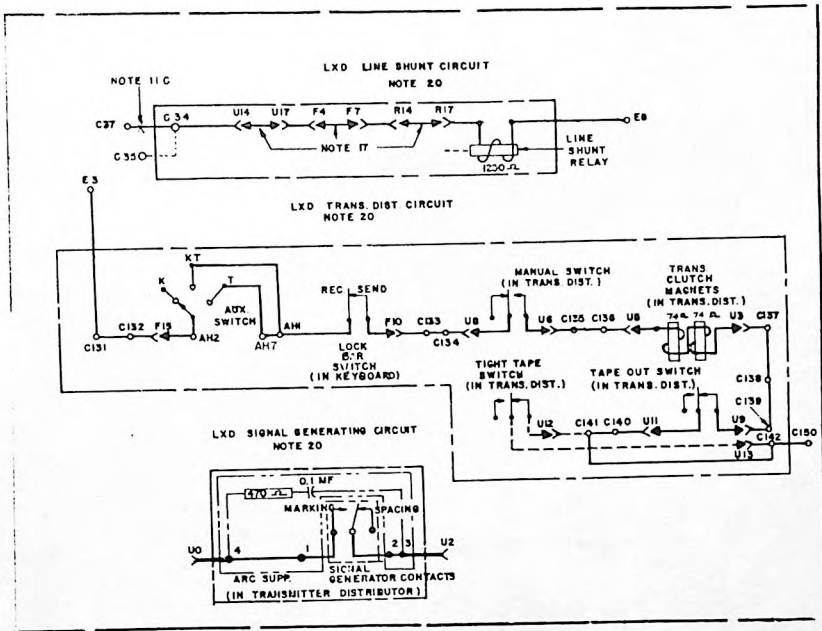 LXD LINE SHUNT CIRCUIT
NOTE 20
NOTE 11 C
C37
C34
U14 U17 F4 F7 R14 R17
E8
C35
NOTE 17
LINE
SHUNT
RELAY
1250 Ω
E3
LXD TRANS. DIST. CIRCUIT
NOTE 20
KT
K
T
AUX.
SWITCH
REC SEND
MANUAL SWITCH
(IN TRANS. DIST.)
TRANS.
CLUTCH
MAGNETS
(IN TRANS. DIST.)
C131 C132 F15 AH2 AH7 AH1
F10 C133 C134 U8
U6 C135 C136 U8
74 Ω 74 Ω
U3 C137
LOCK
BAR
SWITCH
(IN KEYBOARD)
TIGHT TAPE
SWITCH
(IN TRANS. DIST.)
TAPE OUT SWITCH
(IN TRANS. DIST.)
C138
C139
U12 C141 C140 U11 U9
C142 C150
U13
LXD SIGNAL GENERATING CIRCUIT
NOTE 20
0.1 MF
470 Ω
MARKING SPACING
U0 4 1 2 3 U2
ARC SUPP.
SIGNAL
GENERATOR CONTACTS
(IN TRANSMITTER DISTRIBUTOR)